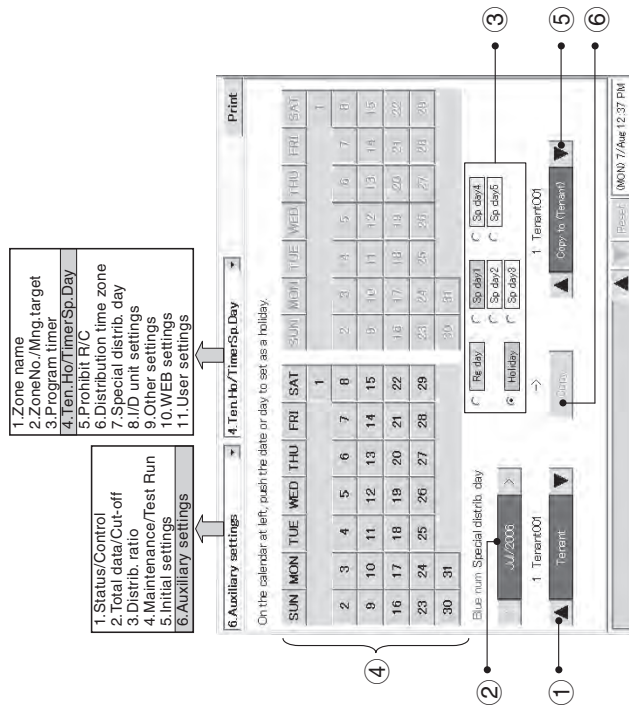 1.Status/Control
2.Total data/Cut-off
3.Distrib. ratio
4.Maintenance/Test Run
5.Initial settings
6.Auxiliary settings
1.Zone name
2.ZoneNo./Mng.target
3.Program timer
4.Ten.Ho/TimerSp.Day
5.Prohibit R/C
6.Distribution time zone
7.Special distrib. day
8.I/D unit settings
9.Other settings
10.WEB settings
11.User settings
6.Auxiliary settings 4.Ten.Ho/TimerSp.Day Print
On the calendar at left, push the date or day to set as a holiday.
SUN MON TUE WED THU FRI SAT SUN MON TUE WED THU FRI SAT
1 1
2 3 4 5 6 7 8 2 3 4 5 6 7 8
9 10 11 12 13 14 15 9 10 11 12 13 14 15
16 17 18 19 20 21 22 16 17 18 19 20 21 22
23 24 25 26 27 28 29 23 24 25 26 27 28 29
30 31 30 31
Blue num Special distrib. day
Jul/2006 >
Re day Sp day1 Sp day4
Holiday Sp day2 Sp day5
Sp day3
1 Tenant001 -> 1 Tenant001
Tenant Copy to (Tenant)
Reset (MON) 7/Aug 12:37 PM
①
②
③
④
⑤
⑥